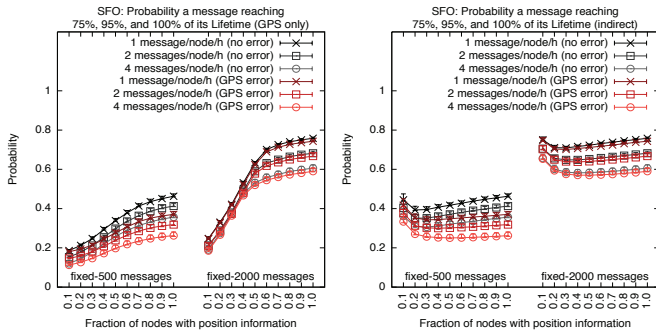 SFO: Probability a message reaching
75%, 95%, and 100% of its Lifetime (GPS only)
1 message/node/h (no error)
2 messages/node/h (no error)
4 messages/node/h (no error)
1 message/node/h (GPS error)
2 messages/node/h (GPS error)
4 messages/node/h (GPS error)
Probability
1
0.8
0.6
0.4
0.2
0
fixed-500 messages
fixed-2000 messages
0.1 0.2 0.3 0.4 0.5 0.6 0.7 0.8 0.9 1.0
0.1 0.2 0.3 0.4 0.5 0.6 0.7 0.8 0.9 1.0
Fraction of nodes with position information
SFO: Probability a message reaching
75%, 95%, and 100% of its Lifetime (indirect)
1 message/node/h (no error)
2 messages/node/h (no error)
4 messages/node/h (no error)
1 message/node/h (GPS error)
2 messages/node/h (GPS error)
4 messages/node/h (GPS error)
Probability
1
0.8
0.6
0.4
0.2
0
fixed-500 messages
fixed-2000 messages
0.1 0.2 0.3 0.4 0.5 0.6 0.7 0.8 0.9 1.0
0.1 0.2 0.3 0.4 0.5 0.6 0.7 0.8 0.9 1.0
Fraction of nodes with position information